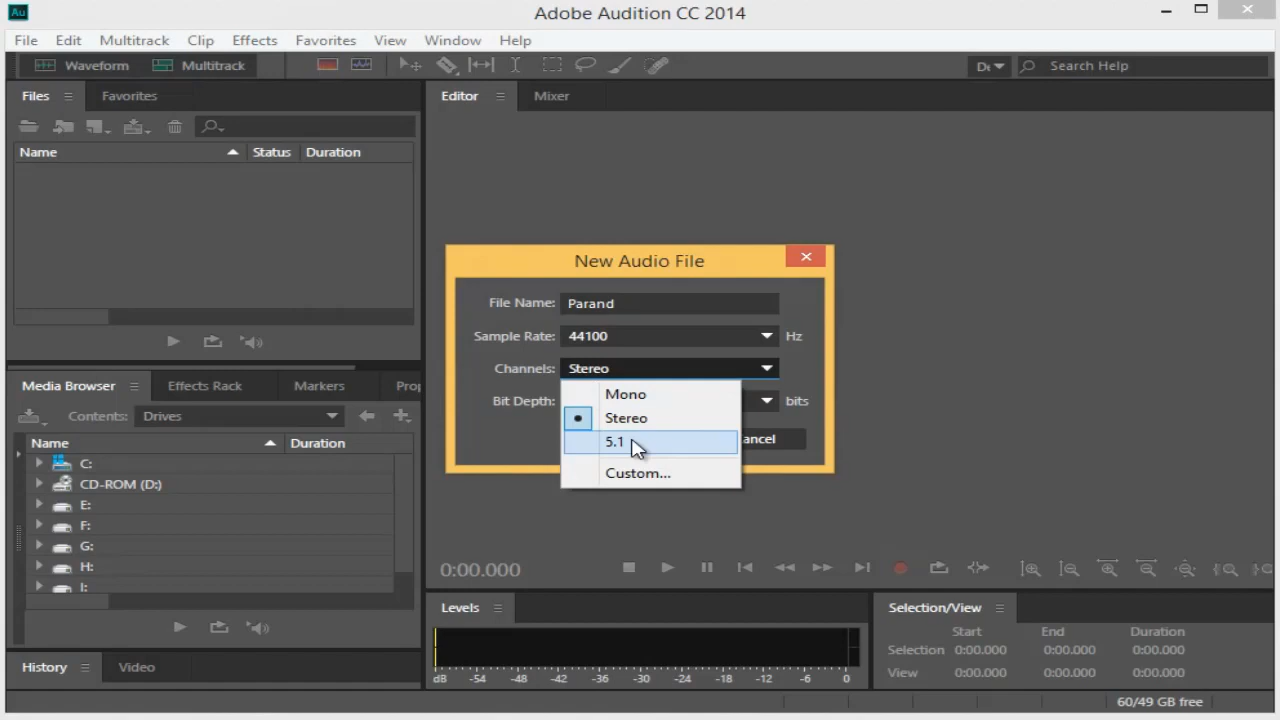 Au Adobe Audition CC 2014
File Edit Multitrack Clip Effects Favorites View Window Help
Waveform Multitrack Search Help
Files Favorites Editor Mixer
Name Status Duration
New Audio File
File Name: Parand
Sample Rate: 44100 Hz
Channels: Stereo
Mono
Bit Depth: bits
Stereo
5.1
Custom...
Media Browser Effects Rack Markers
Contents: Drives
Name Duration
C:
CD-ROM (D:)
E:
F:
G:
H:
I:
0:00.000
Levels
dB -54 -48 -42 -36 -30 -24 -18 -12 -6 0
Selection/View
Start End Duration
Selection 0:00.000 0:00.000 0:00.000
View 0:00.000 0:00.000 0:00.000
History Video
60/49 GB free